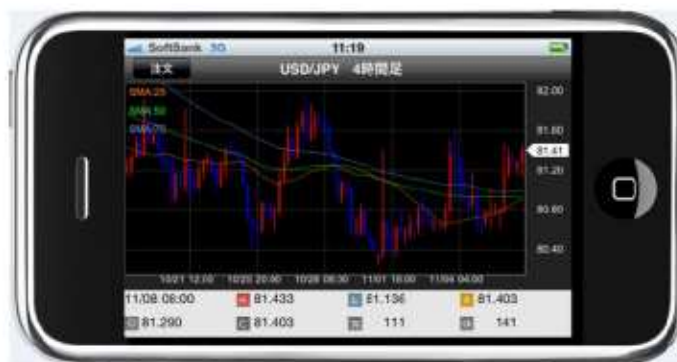 SoftBank 3G 11:19
注文 USD/JPY 4時間足
SMA:25
SMA:50
SMA:75
82.00
81.60
81.41
81.20
80.80
80.40
10/21 12:00 10/25 20:00 10/28 08:00 11/01 16:00 11/04 04:00
11/08 08:00 H 81.433 L 81.136 81.403
O 81.290 C 81.403 111 141